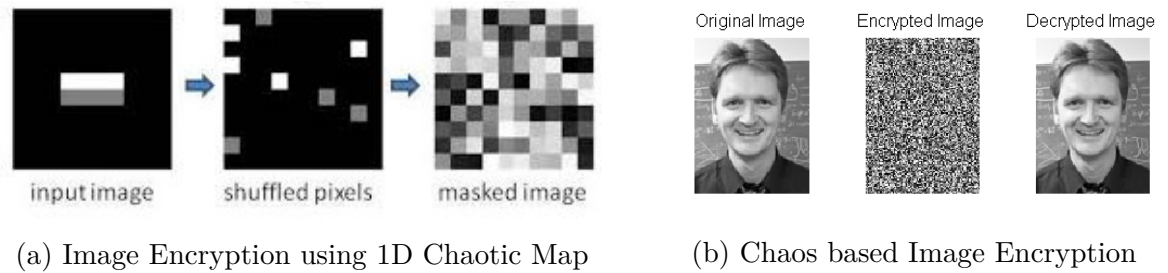 Original Image Encrypted Image Decrypted Image
input image shuffled pixels masked image
(a) Image Encryption using 1D Chaotic Map
(b) Chaos based Image Encryption